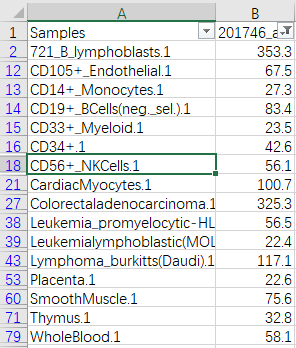 A B
1 Samples 201746_a
2 721_B_lymphoblasts.1 353.3
12 CD105+_Endothelial.1 67.5
13 CD14+_Monocytes.1 27.3
14 CD19+_BCells(neg._sel.).1 83.4
15 CD33+_Myeloid.1 23.5
16 CD34+.1 42.6
18 CD56+_NKCells.1 56.1
21 CardiacMyocytes.1 100.7
27 Colorectaladenocarcinoma.1 325.3
38 Leukemia_promyelocytic-HL 56.5
39 Leukemialymphoblastic(MOL 22.4
43 Lymphoma_burkitts(Daudi).1 117.1
53 Placenta.1 22.6
60 SmoothMuscle.1 75.6
71 Thymus.1 32.8
79 WholeBlood.1 58.1